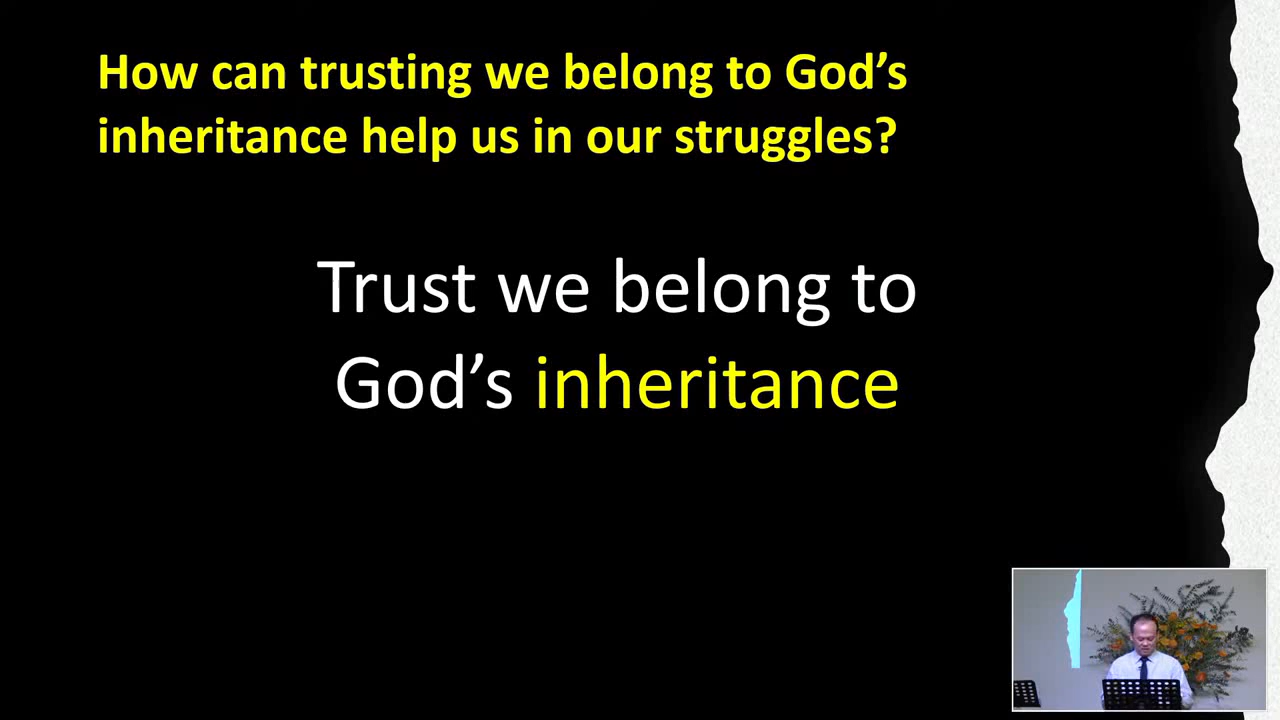 How can trusting we belong to God’s
inheritance help us in our struggles?
Trust we belong to
God’s inheritance